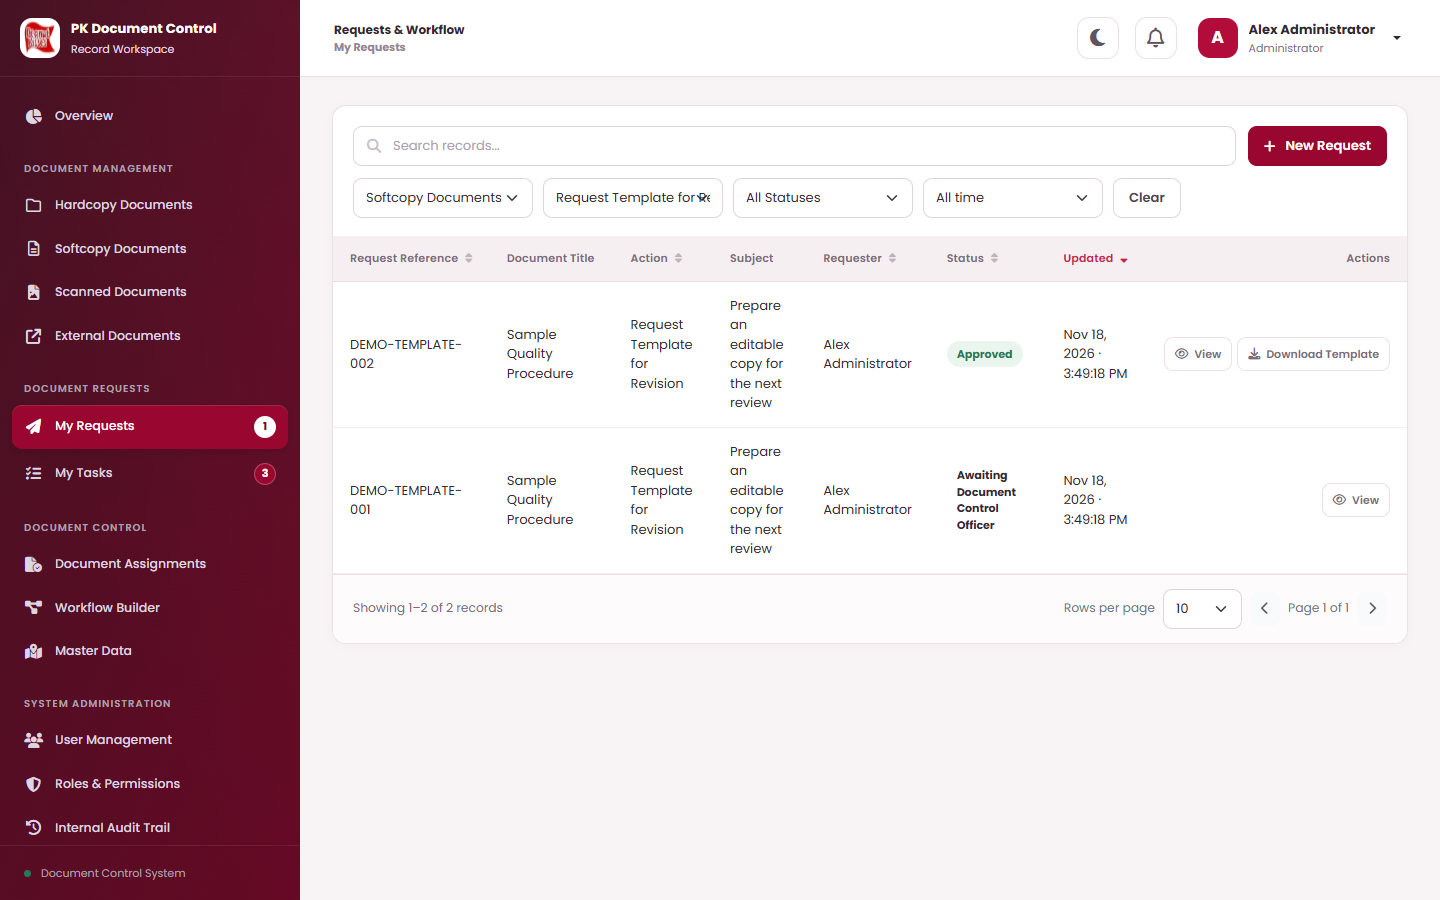 PK Document Control
Record Workspace
Overview
DOCUMENT MANAGEMENT
Hardcopy Documents
Softcopy Documents
Scanned Documents
External Documents
DOCUMENT REQUESTS
My Requests
1
My Tasks
3
DOCUMENT CONTROL
Document Assignments
Workflow Builder
Master Data
SYSTEM ADMINISTRATION
User Management
Roles & Permissions
Internal Audit Trail
Document Control System
Requests & Workflow
My Requests
A
Alex Administrator
Administrator
Search records...
New Request
Softcopy Documents
Request Template for Re
All Statuses
All time
Clear
Request Reference
Document Title
Action
Subject
Requester
Status
Updated
Actions
DEMO-TEMPLATE-
002
Sample
Quality
Procedure
Request
Template
for
Revision
Prepare
an
editable
copy for
the next
review
Alex
Administrator
Approved
Nov 18,
2026 ·
3:49:18 PM
View
Download Template
DEMO-TEMPLATE-
001
Sample
Quality
Procedure
Request
Template
for
Revision
Prepare
an
editable
copy for
the next
review
Alex
Administrator
Awaiting
Document
Control
Officer
Nov 18,
2026 ·
3:49:18 PM
View
Showing 1–2 of 2 records
Rows per page
10
Page 1 of 1